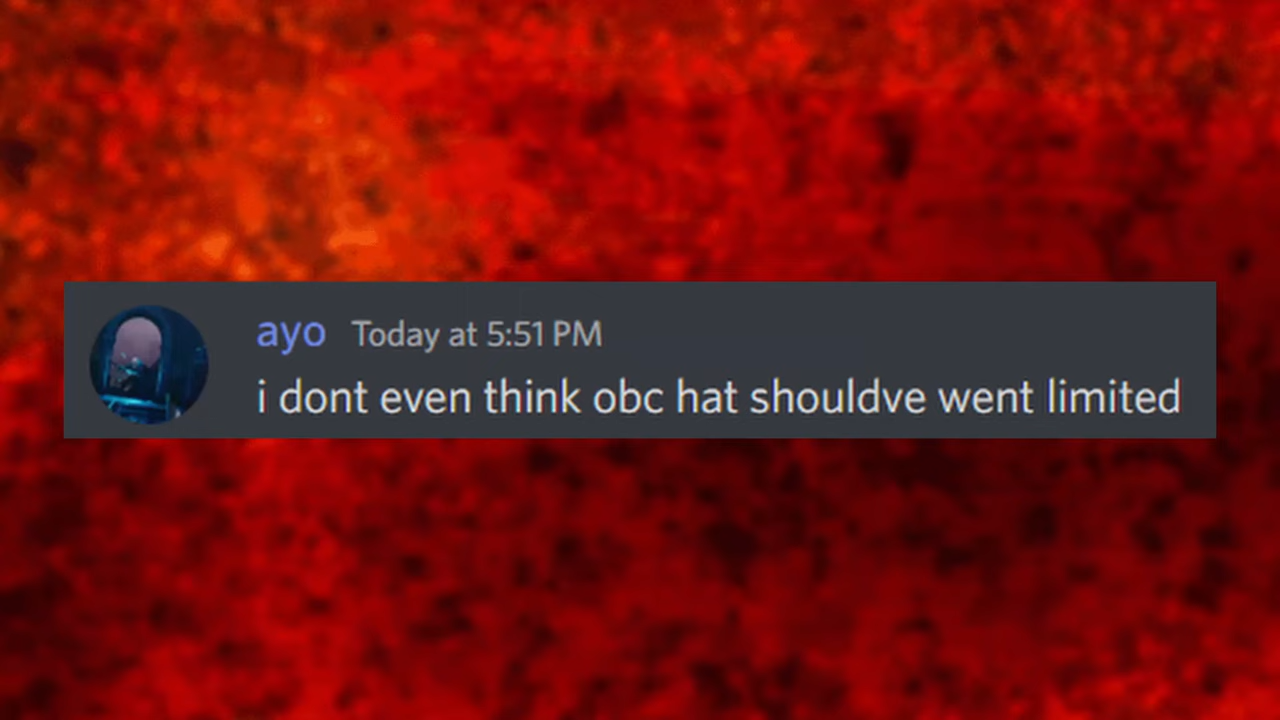 ayo Today at 5:51 PM
i dont even think obc hat shouldve went limited